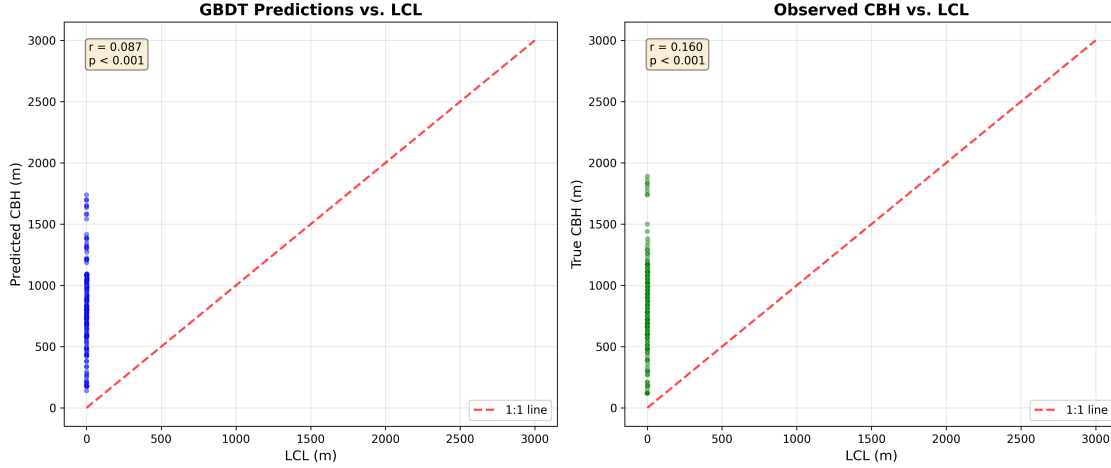 GBDT Predictions vs. LCL
r = 0.087
p < 0.001
Predicted CBH (m)
3000
2500
2000
1500
1000
500
0
0 500 1000 1500 2000 2500 3000
LCL (m)
1:1 line
Observed CBH vs. LCL
r = 0.160
p < 0.001
True CBH (m)
3000
2500
2000
1500
1000
500
0
0 500 1000 1500 2000 2500 3000
LCL (m)
1:1 line